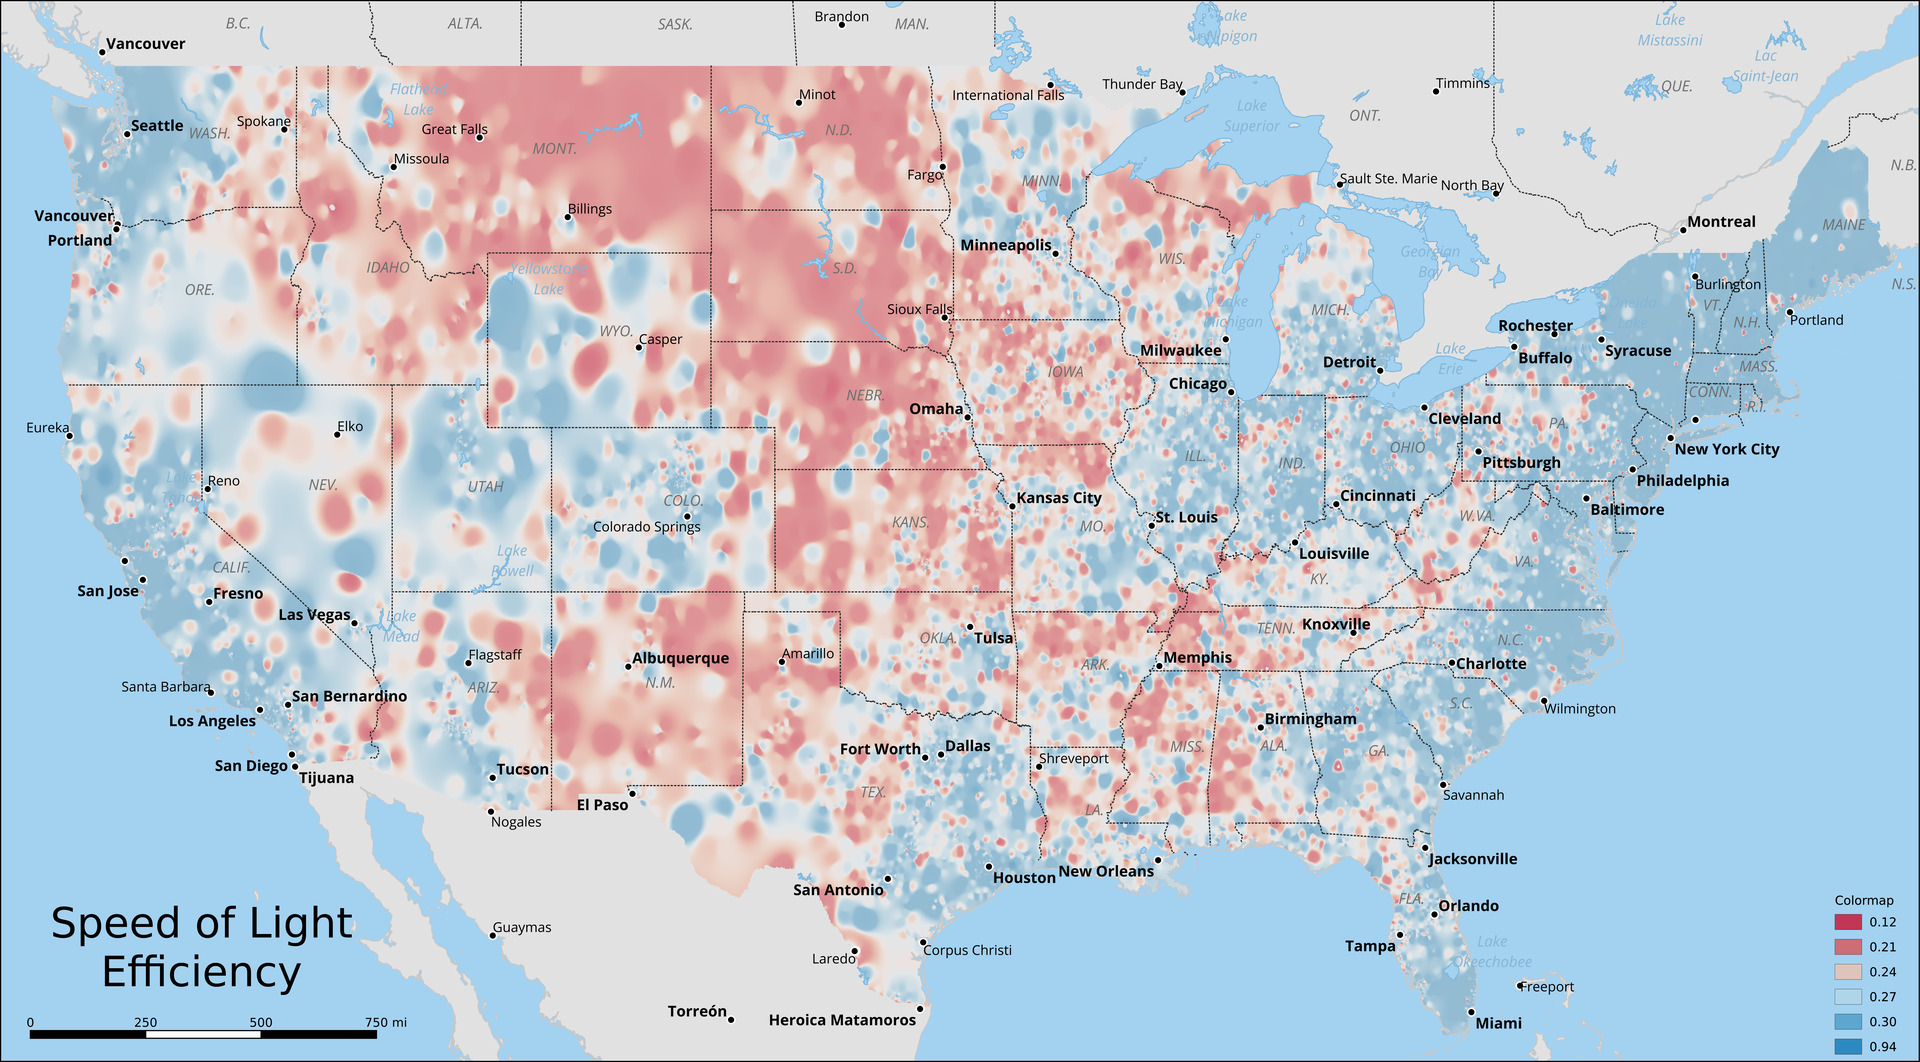 B.C.
ALTA.
SASK.
Brandon
MAN.
Lake
Nipigon
Lake
Mistassini
Vancouver
Lac
Saint-Jean
Flathead
Lake
Minot
International Falls
Thunder Bay
Timmins
QUE.
Lake
Superior
ONT.
Seattle
WASH.
Spokane
Great Falls
N.D.
MONT.
Missoula
Fargo
MINN.
Sault Ste. Marie
North Bay
N.B.
Vancouver
Portland
Billings
Montreal
MAINE
Minneapolis
WIS.
Georgian
Bay
IDAHO
Yellowstone
Lake
S.D.
ORE.
Burlington
N.S.
VT.
N.H.
Portland
Lake
Michigan
MICH.
Oneida
Sioux Falls
WYO.
Casper
Milwaukee
Rochester
Buffalo
Syracuse
Detroit
Lake
Erie
MASS.
IOWA
Chicago
NEBR.
CONN.
R.I.
Omaha
Cleveland
Eureka
Elko
PA.
OHIO
New York City
Pittsburgh
ILL.
IND.
Philadelphia
Lake
Tahoe
Reno
NEV.
UTAH
COLO.
Colorado Springs
Kansas City
KANS.
MO.
St. Louis
Cincinnati
W.VA.
Baltimore
Louisville
VA.
Lake
Powell
CALIF.
KY.
San Jose
Fresno
Las Vegas
Lake
Mead
OKLA.
Tulsa
TENN.
Knoxville
N.C.
Flagstaff
Albuquerque
Amarillo
ARK.
Memphis
Charlotte
Santa Barbara
San Bernardino
ARIZ.
N.M.
S.C.
Wilmington
Los Angeles
Birmingham
Fort Worth
Dallas
MISS.
ALA.
GA.
Shreveport
San Diego
Tijuana
Tucson
El Paso
TEX.
LA.
Savannah
Nogales
Jacksonville
Houston
New Orleans
San Antonio
FLA.
Orlando
Guaymas
Tampa
Lake
Okeechobee
Corpus Christi
Laredo
Freeport
Torreón
Heroica Matamoros
Miami
Speed of Light
Efficiency
0 250 500 750 mi
Colormap
0.12
0.21
0.24
0.27
0.30
0.94